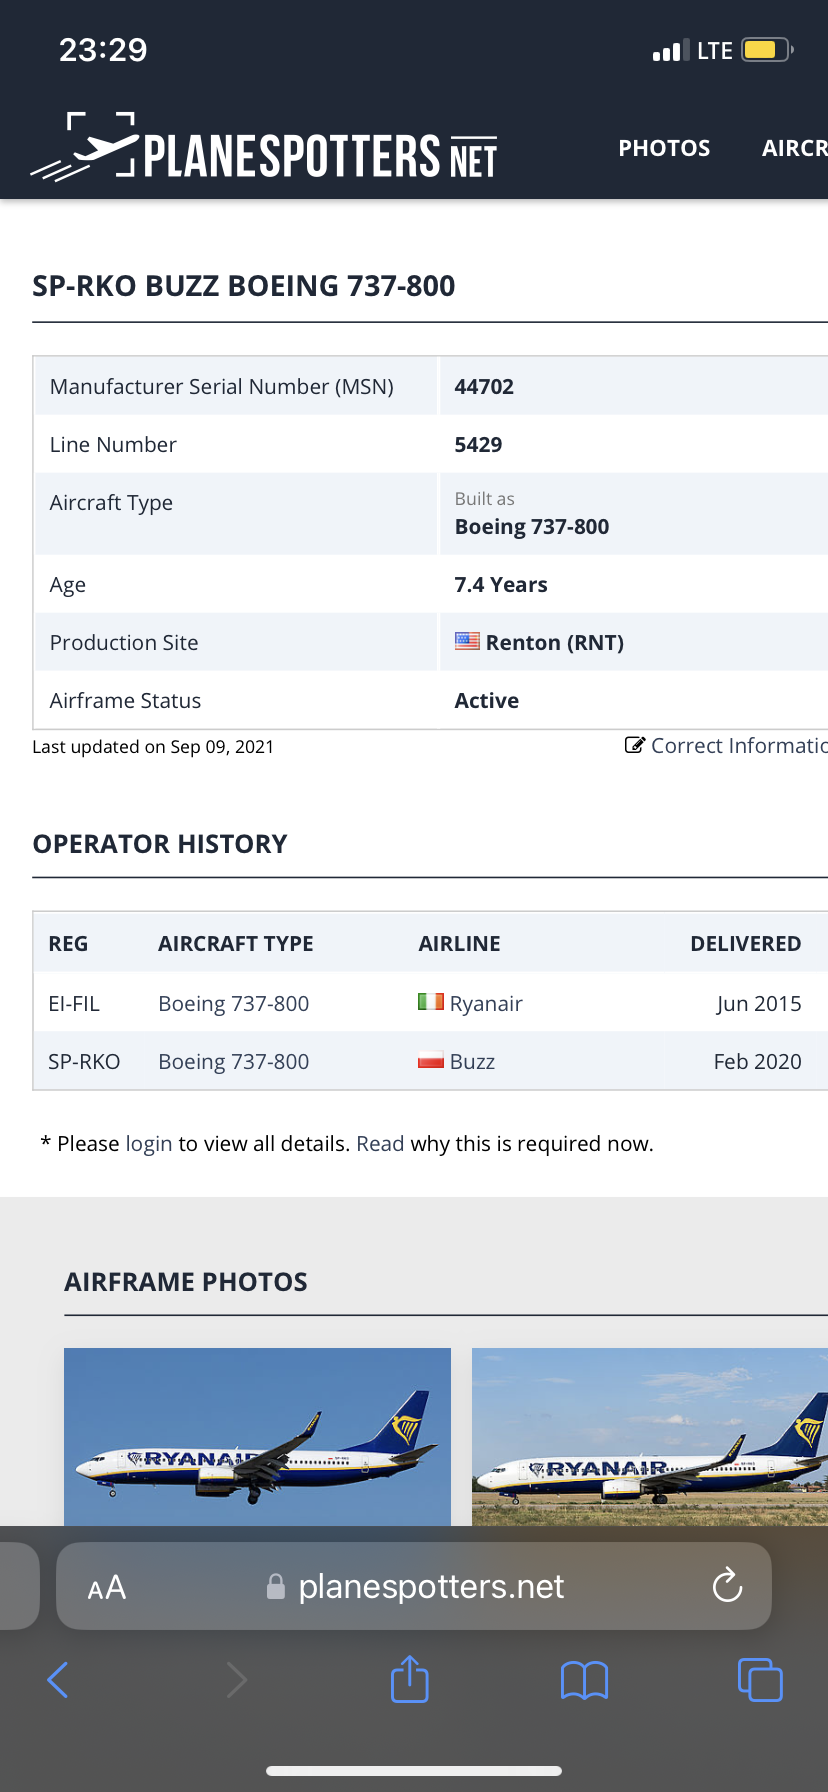 23:29 LTE
PLANESPOTTERS NET PHOTOS AIRCR
SP-RKO BUZZ BOEING 737-800
Manufacturer Serial Number (MSN) 44702
Line Number 5429
Aircraft Type Built as
Boeing 737-800
Age 7.4 Years
Production Site Renton (RNT)
Airframe Status Active
Last updated on Sep 09, 2021 Correct Informatio
OPERATOR HISTORY
REG AIRCRAFT TYPE AIRLINE DELIVERED
EI-FIL Boeing 737-800 Ryanair Jun 2015
SP-RKO Boeing 737-800 Buzz Feb 2020
* Please login to view all details. Read why this is required now.
AIRFRAME PHOTOS
RYANAIR RYANAIR
AA planespotters.net